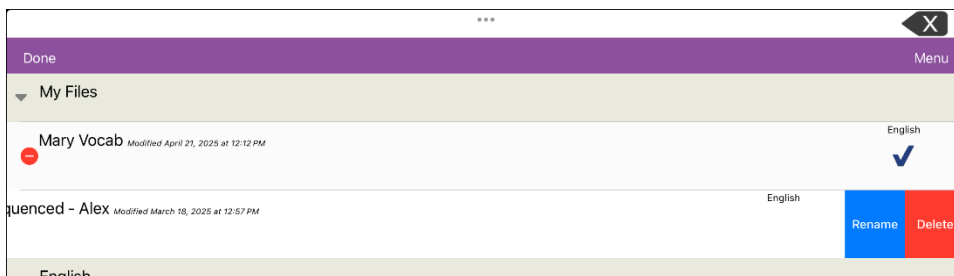 X
Done
Menu
My Files
Mary Vocab Modified April 21, 2025 at 12:12 PM
English
quenced - Alex Modified March 18, 2025 at 12:57 PM
English
Rename
Delete
English